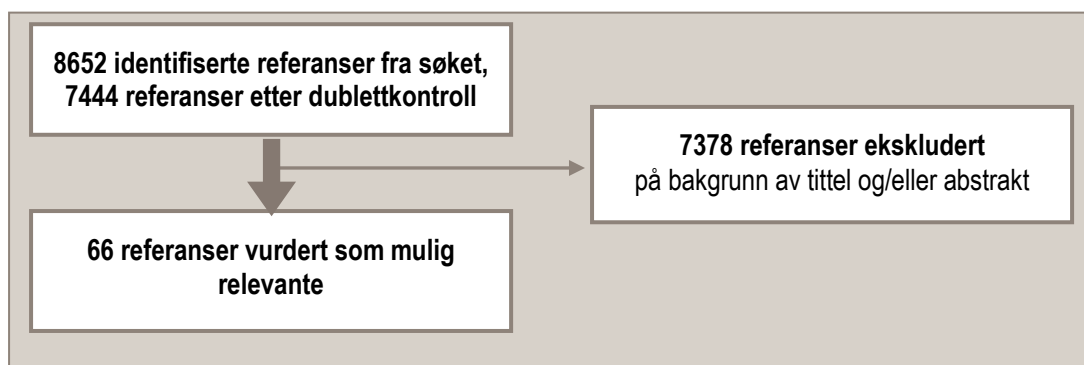 8652 identifiserte referanser fra søket,
7444 referanser etter dublettkontroll
7378 referanser ekskludert
på bakgrunn av tittel og/eller abstrakt
66 referanser vurdert som mulig
relevante